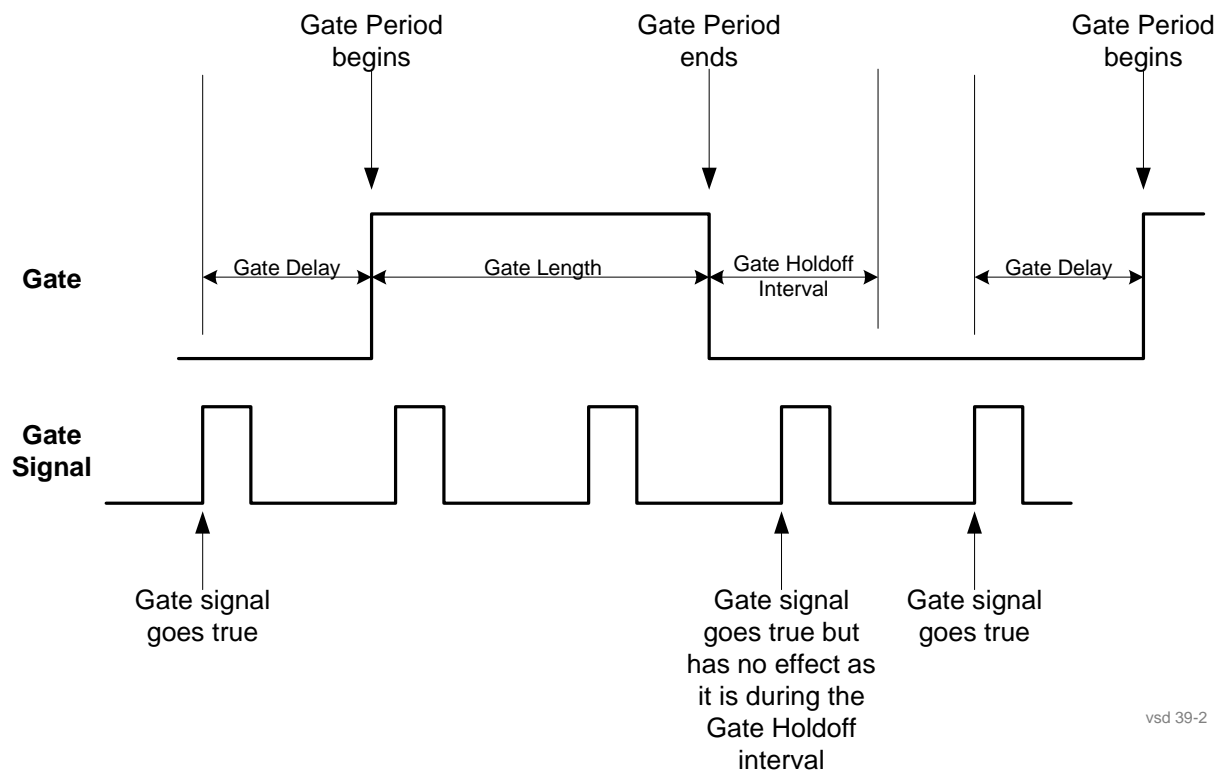 Gate Period
begins
Gate Period
ends
Gate Period
begins
Gate
Gate Delay
Gate Length
Gate Holdoff
Interval
Gate Delay
Gate
Signal
Gate signal
goes true
Gate signal
goes true but
has no effect as
it is during the
Gate Holdoff
interval
Gate signal
goes true
vsd 39-2